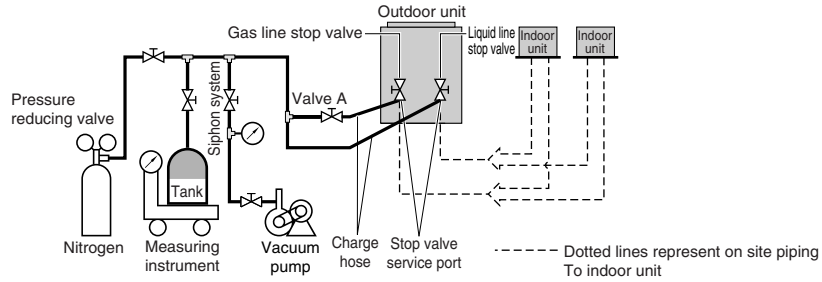 Outdoor unit
Gas line stop valve
Liquid line
stop valve
Indoor
unit
Indoor
unit
Siphon system
Valve A
Pressure
reducing valve
Tank
Nitrogen
Measuring
instrument
Vacuum
pump
Charge
hose
Stop valve
service port
Dotted lines represent on site piping
To indoor unit